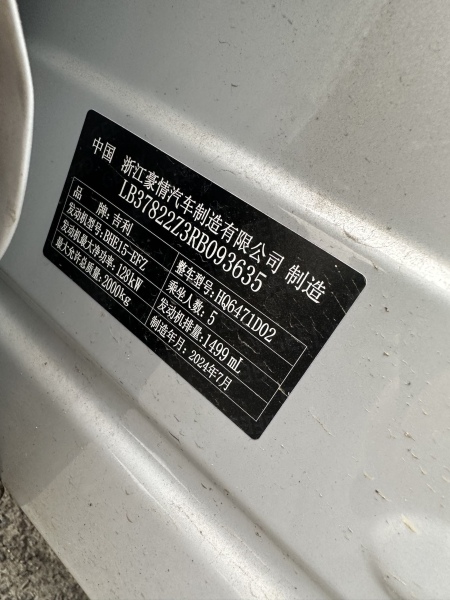 中国 浙江豪情汽车制造有限公司 制造
LB37822Z3RB093635
品 牌: 吉利 整车型号: HQ6471D02
发动机型号: BHE15-EFZ 乘坐人数: 5
发动机最大净功率: 128kW 发动机排量: 1499 mL
最大允许总质量: 2000kg 制造年月: 2024年7月